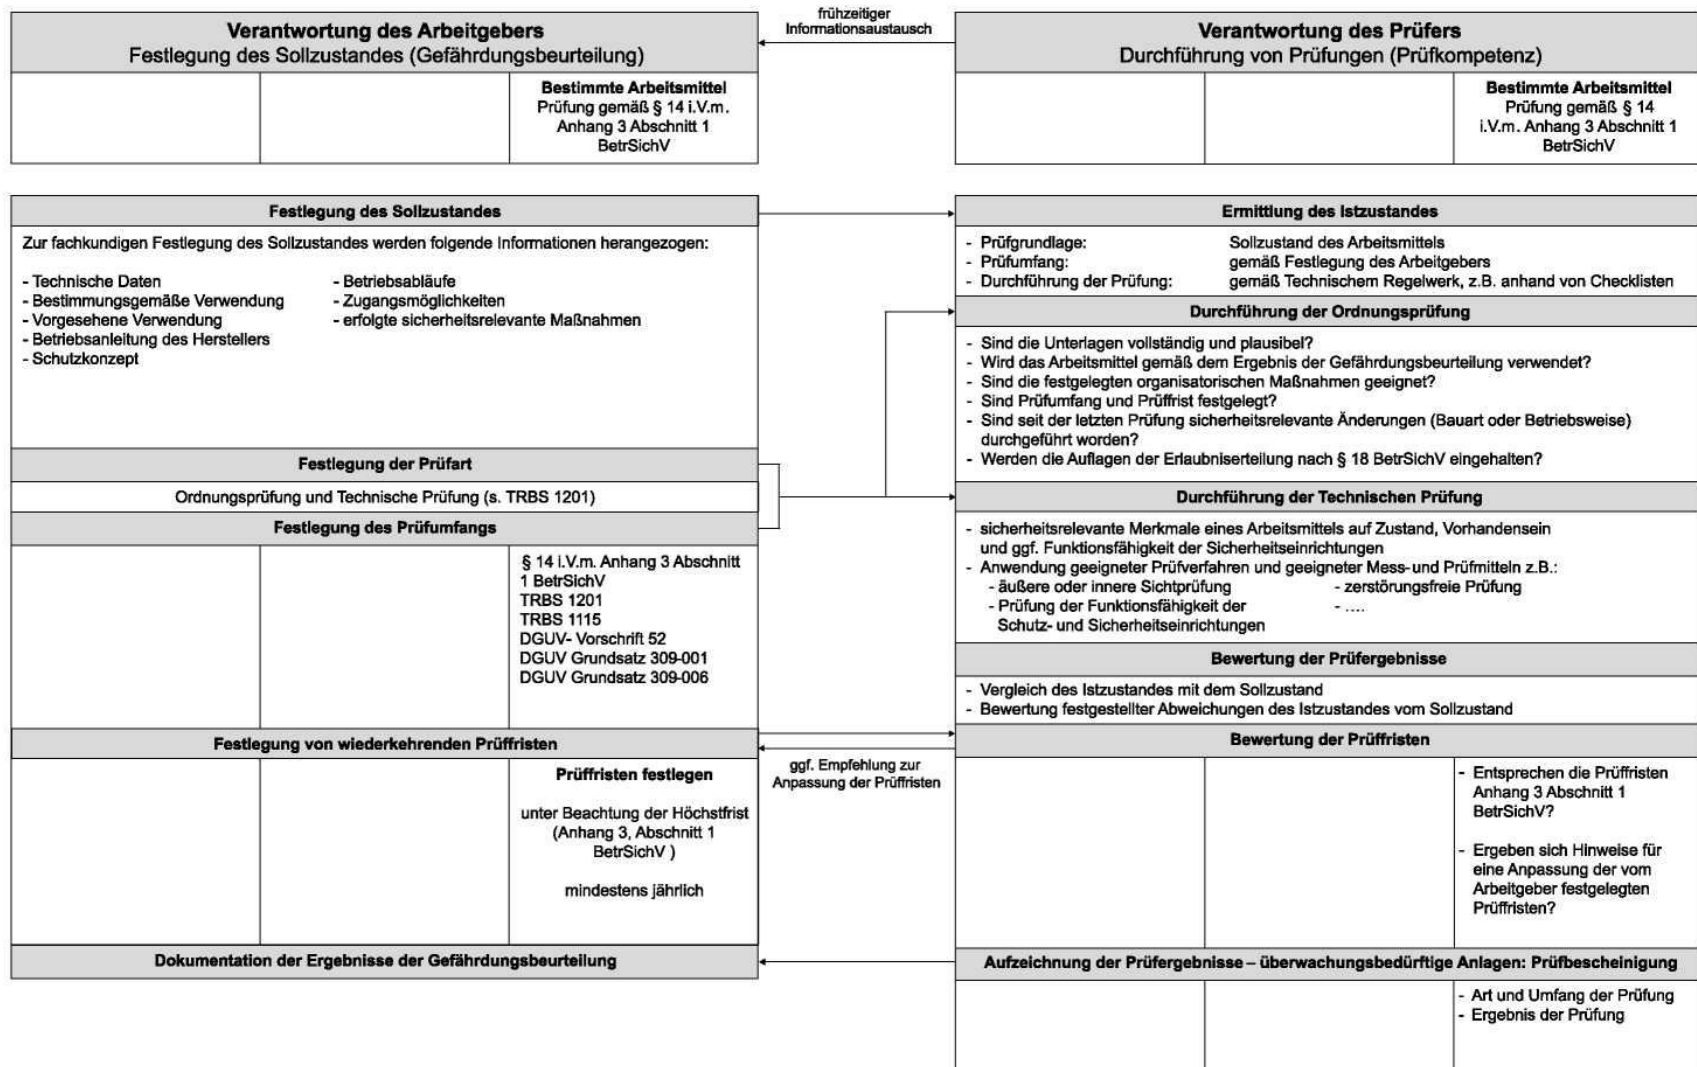 Verantwortung des Arbeitgebers
Festlegung des Sollzustandes (Gefährdungsbeurteilung)
Bestimmte Arbeitsmittel
Prüfung gemäß § 14 i.V.m.
Anhang 3 Abschnitt 1
BetrSichV
frühzeitiger
Informationsaustausch
Verantwortung des Prüfers
Durchführung von Prüfungen (Prüfkompetenz)
Bestimmte Arbeitsmittel
Prüfung gemäß § 14
i.V.m. Anhang 3 Abschnitt 1
BetrSichV
Festlegung des Sollzustandes
Zur fachkundigen Festlegung des Sollzustandes werden folgende Informationen herangezogen:
- Technische Daten
- Bestimmungsgemäße Verwendung
- Vorgesehene Verwendung
- Betriebsanleitung des Herstellers
- Schutzkonzept
- Betriebsabläufe
- Zugangsmöglichkeiten
- erfolgte sicherheitsrelevante Maßnahmen
Festlegung der Prüfart
Ordnungsprüfung und Technische Prüfung (s. TRBS 1201)
Festlegung des Prüfumfangs
§ 14 i.V.m. Anhang 3 Abschnitt
1 BetrSichV
TRBS 1201
TRBS 1115
DGUV- Vorschrift 52
DGUV Grundsatz 309-001
DGUV Grundsatz 309-006
Festlegung von wiederkehrenden Prüffristen
Prüffristen festlegen
unter Beachtung der Höchstfrist
(Anhang 3, Abschnitt 1
BetrSichV )
mindestens jährlich
Dokumentation der Ergebnisse der Gefährdungsbeurteilung
ggf. Empfehlung zur
Anpassung der Prüffristen
Ermittlung des Istzustandes
- Prüfgrundlage: Sollzustand des Arbeitsmittels
- Prüfumfang: gemäß Festlegung des Arbeitgebers
- Durchführung der Prüfung: gemäß Technischem Regelwerk, z.B. anhand von Checklisten
Durchführung der Ordnungsprüfung
- Sind die Unterlagen vollständig und plausibel?
- Wird das Arbeitsmittel gemäß dem Ergebnis der Gefährdungsbeurteilung verwendet?
- Sind die festgelegten organisatorischen Maßnahmen geeignet?
- Sind Prüfumfang und Prüffrist festgelegt?
- Sind seit der letzten Prüfung sicherheitsrelevante Änderungen (Bauart oder Betriebsweise)
durchgeführt worden?
- Werden die Auflagen der Erlaubniserteilung nach § 18 BetrSichV eingehalten?
Durchführung der Technischen Prüfung
- sicherheitsrelevante Merkmale eines Arbeitsmittels auf Zustand, Vorhandensein
und ggf. Funktionsfähigkeit der Sicherheitseinrichtungen
- Anwendung geeigneter Prüfverfahren und geeigneter Mess- und Prüfmitteln z.B.:
- äußere oder innere Sichtprüfung
- Prüfung der Funktionsfähigkeit der
Schutz- und Sicherheitseinrichtungen
- zerstörungsfreie Prüfung
- ....
Bewertung der Prüfergebnisse
- Vergleich des Istzustandes mit dem Sollzustand
- Bewertung festgestellter Abweichungen des Istzustandes vom Sollzustand
Bewertung der Prüffristen
- Entsprechen die Prüffristen
Anhang 3 Abschnitt 1
BetrSichV?
- Ergeben sich Hinweise für
eine Anpassung der vom
Arbeitgeber festgelegten
Prüffristen?
Aufzeichnung der Prüfergebnisse – überwachungsbedürftige Anlagen: Prüfbescheinigung
- Art und Umfang der Prüfung
- Ergebnis der Prüfung